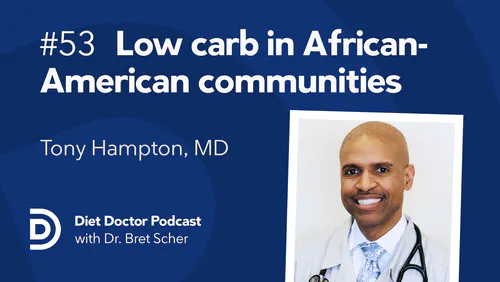 #53 Low carb in African-
American communities
Tony Hampton, MD
Diet Doctor Podcast
with Dr. Bret Scher